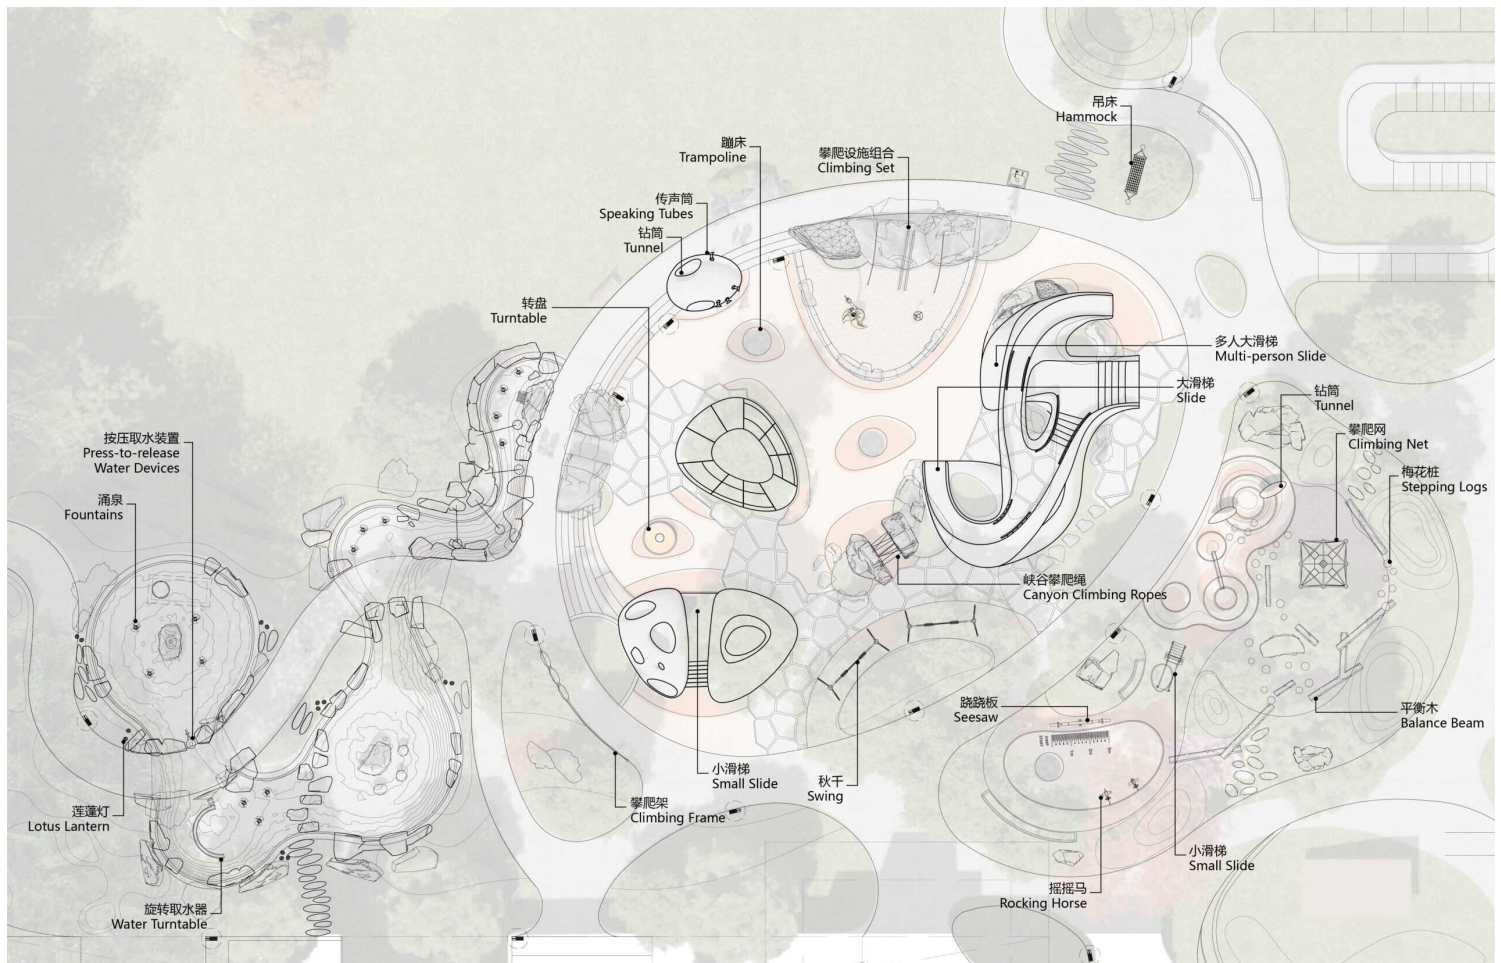 吊床
Hammock
蹦床
Trampoline
攀爬设施组合
Climbing Set
传声筒
Speaking Tubes
钻筒
Tunnel
转盘
Turntable
多人大滑梯
Multi-person Slide
大滑梯
Slide
钻筒
Tunnel
攀爬网
Climbing Net
梅花桩
Stepping Logs
按压取水装置
Press-to-release
Water Devices
涌泉
Fountains
峡谷攀爬绳
Canyon Climbing Ropes
跷跷板
Seesaw
平衡木
Balance Beam
小滑梯
Small Slide
秋千
Swing
攀爬架
Climbing Frame
莲蓬灯
Lotus Lantern
小滑梯
Small Slide
摇摇马
Rocking Horse
旋转取水器
Water Turntable